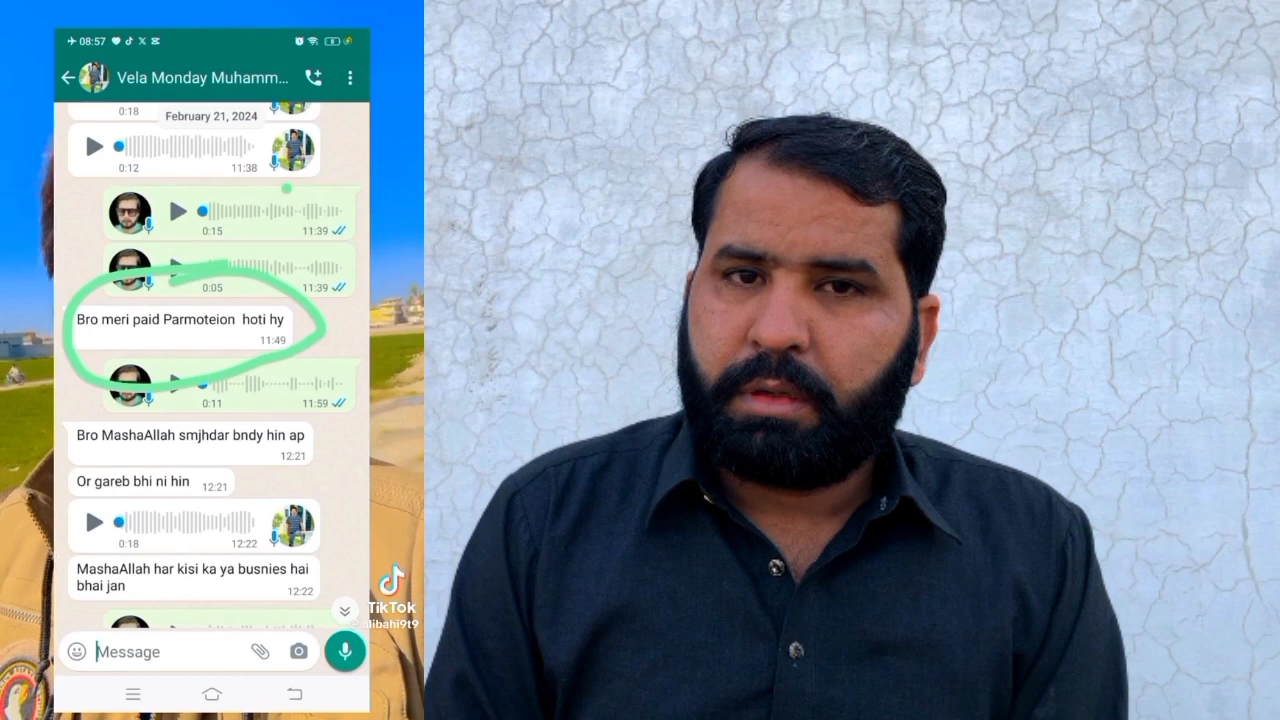 08:57
Vela Monday Muhamm...
0:18
February 21, 2024
0:12 11:38
0:15 11:39
0:05 11:39
Bro meri paid Parmoteion hoti hy
11:49
0:11 11:59
Bro MashaAllah smjhdar bndy hin ap
12:21
Or gareb bhi ni hin 12:21
0:18 12:22
MashaAllah har kisi ka ya busnies hai
bhai jan 12:22
TikTok
alibahi9t9
Message